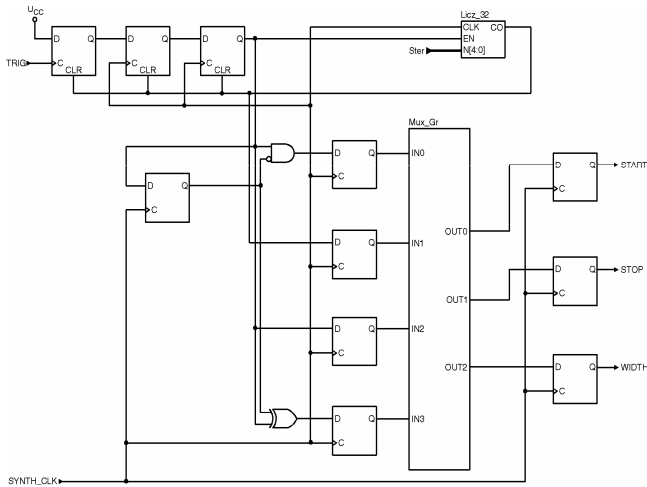 UCC
Licz_32
D Q D Q D Q
CLK CO
EN
TRIG C C C
Ster N[4:0]
CLR CLR CLR
Mux_Gr
D Q IN0
D Q START
C
D Q
C
C
OUT0
D Q IN1
C
D Q STOP
C
OUT1
D Q IN2
C
OUT2 D Q WIDTH
C
D Q IN3
C
SYNTH_CLK